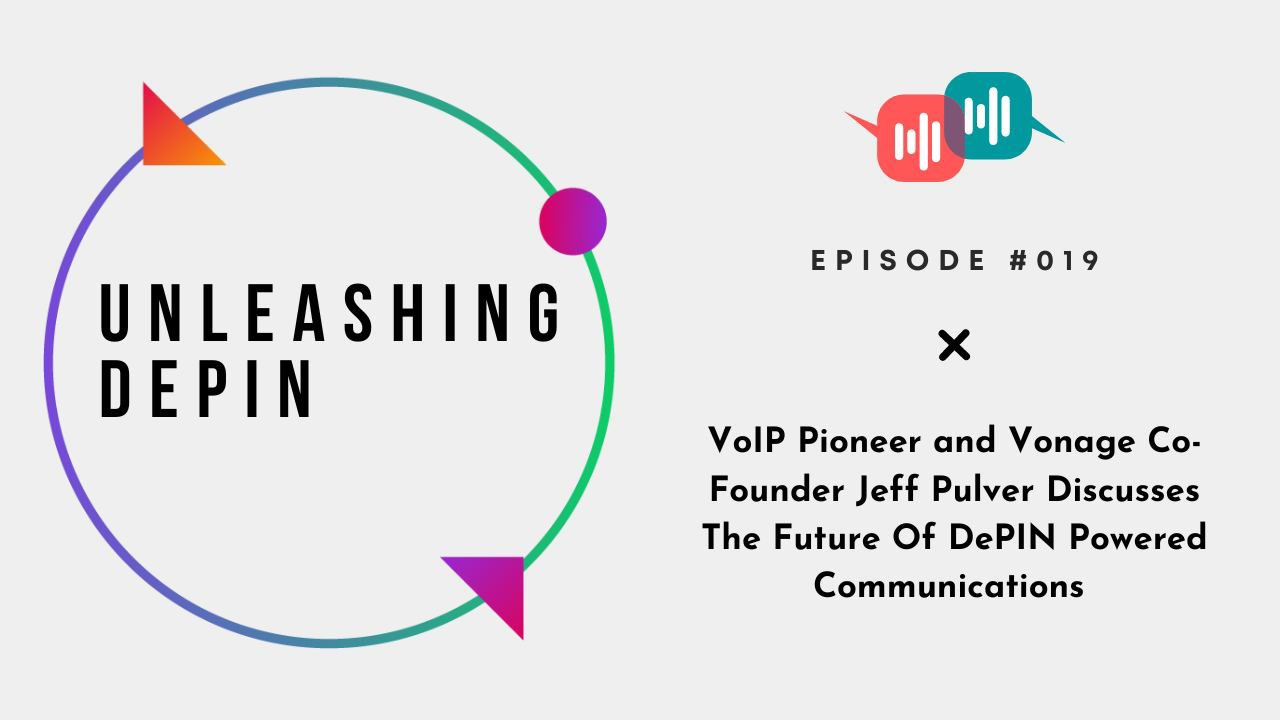 UNLEASHING
DEPIN
EPISODE #019
VoIP Pioneer and Vonage Co-
Founder Jeff Pulver Discusses
The Future Of DePIN Powered
Communications